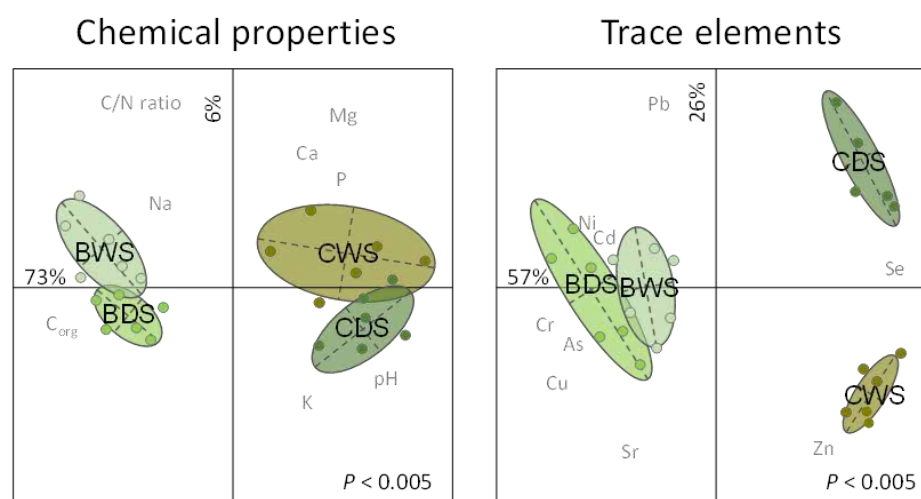 Chemical properties
C/N ratio
6%
Mg
Ca
P
Na
BWS
CWS
73%
BDS
CDS
C_org
pH
K
P < 0.005
Trace elements
Pb
26%
CDS
Ni
Cd
Se
57%
BDS
BWS
Cr
As
Cu
CWS
Sr
Zn
P < 0.005